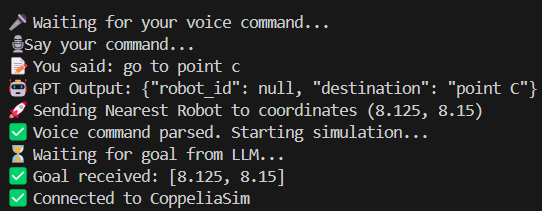 🎤 Waiting for your voice command...
🎙Say your command...
📝 You said: go to point c
🤖 GPT Output: {"robot_id": null, "destination": "point C"}
🚀 Sending Nearest Robot to coordinates (8.125, 8.15)
✅ Voice command parsed. Starting simulation...
⏳ Waiting for goal from LLM...
✅ Goal received: [8.125, 8.15]
✅ Connected to CoppeliaSim